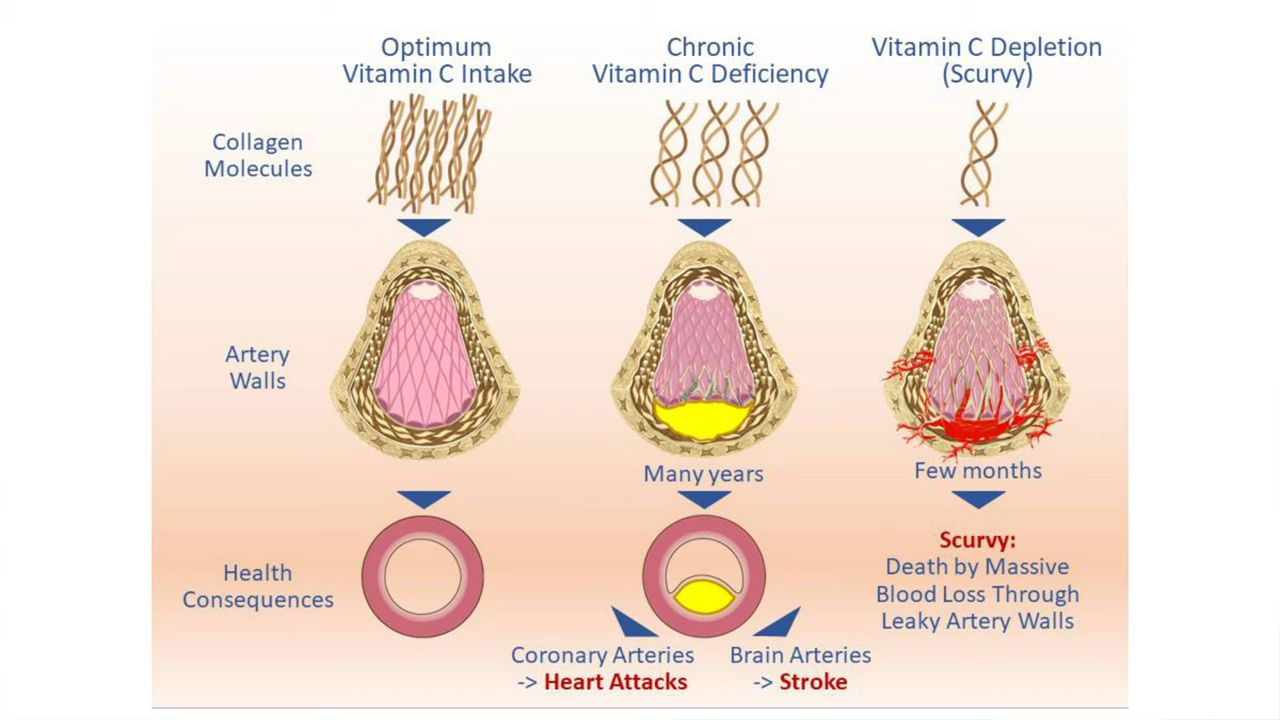 Optimum
Vitamin C Intake
Chronic
Vitamin C Deficiency
Vitamin C Depletion
(Scurvy)
Collagen
Molecules
Artery
Walls
Many years
Few months
Health
Consequences
Scurvy:
Death by Massive
Blood Loss Through
Leaky Artery Walls
Coronary Arteries
-> Heart Attacks
Brain Arteries
-> Stroke